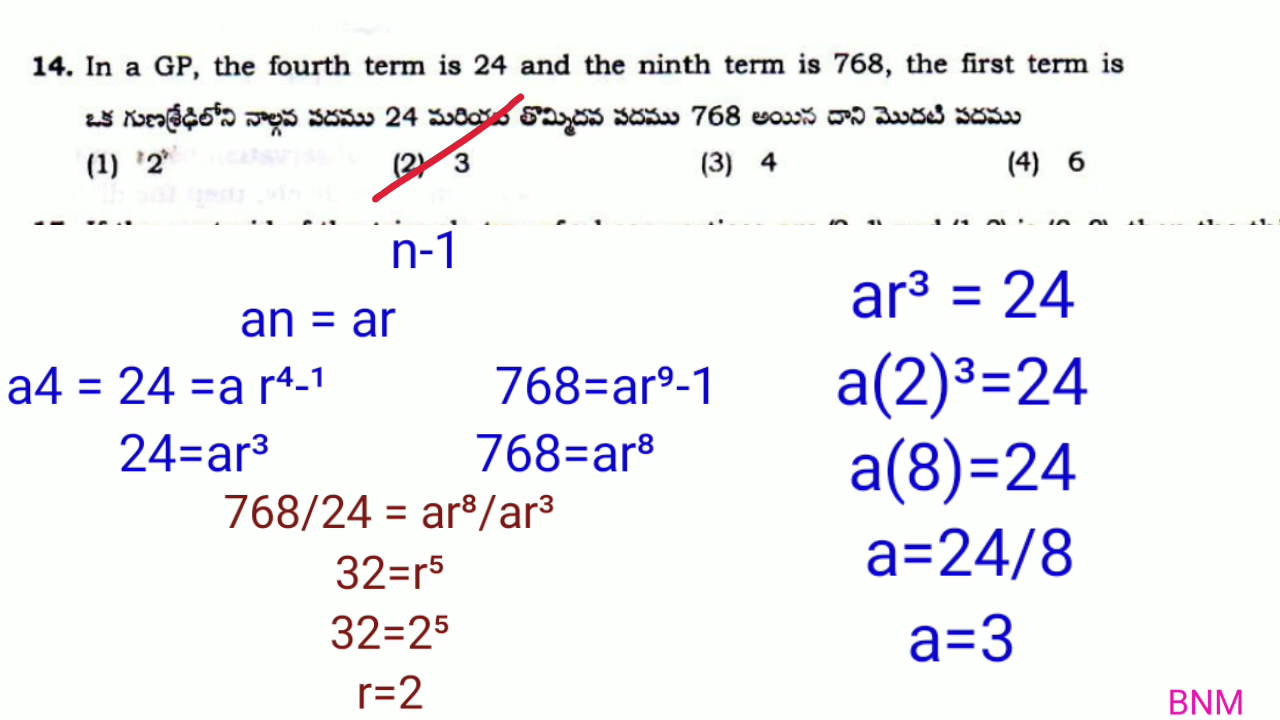 14. In a GP, the fourth term is 24 and the ninth term is 768, the first term is
ఒక గుణశ్రేఢిలోని నాల్గవ పదము 24 మరియు తొమ్మిదవ పదము 768 అయిన దాని మొదటి పదము
(1) 2 (2) 3 (3) 4 (4) 6
n-1
an = ar
a4 = 24 =a r⁴-¹
768=ar⁹-1
24=ar³
768=ar⁸
768/24 = ar⁸/ar³
32=r⁵
32=2⁵
r=2
ar³ = 24
a(2)³=24
a(8)=24
a=24/8
a=3
BNM